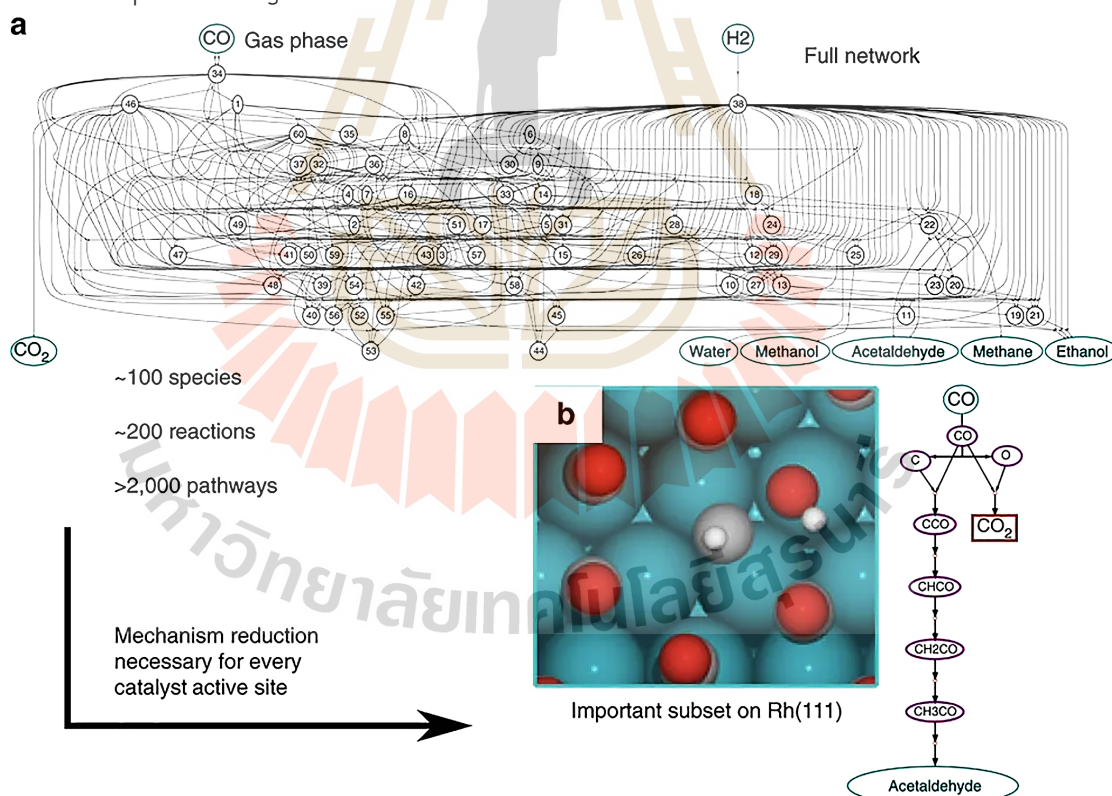 a
CO Gas phase
H2
Full network
34
46
1
38
60
35
8
6
37
32
36
30
9
4
7
16
33
14
18
49
2
51
17
5
31
28
24
22
47
41
50
59
43
3
57
15
26
12
29
25
48
39
54
42
58
10
27
13
23
20
40
56
52
55
45
11
19
21
53
44
CO2
Water
Methanol
Acetaldehyde
Methane
Ethanol
~100 species
~200 reactions
>2,000 pathways
Mechanism reduction
necessary for every
catalyst active site
b
Important subset on Rh(111)
CO
CO
C
O
CCO
CO2
CHCO
CH2CO
CH3CO
Acetaldehyde
มหาวิทยาลัยเทคโนโลยีสุรนารี